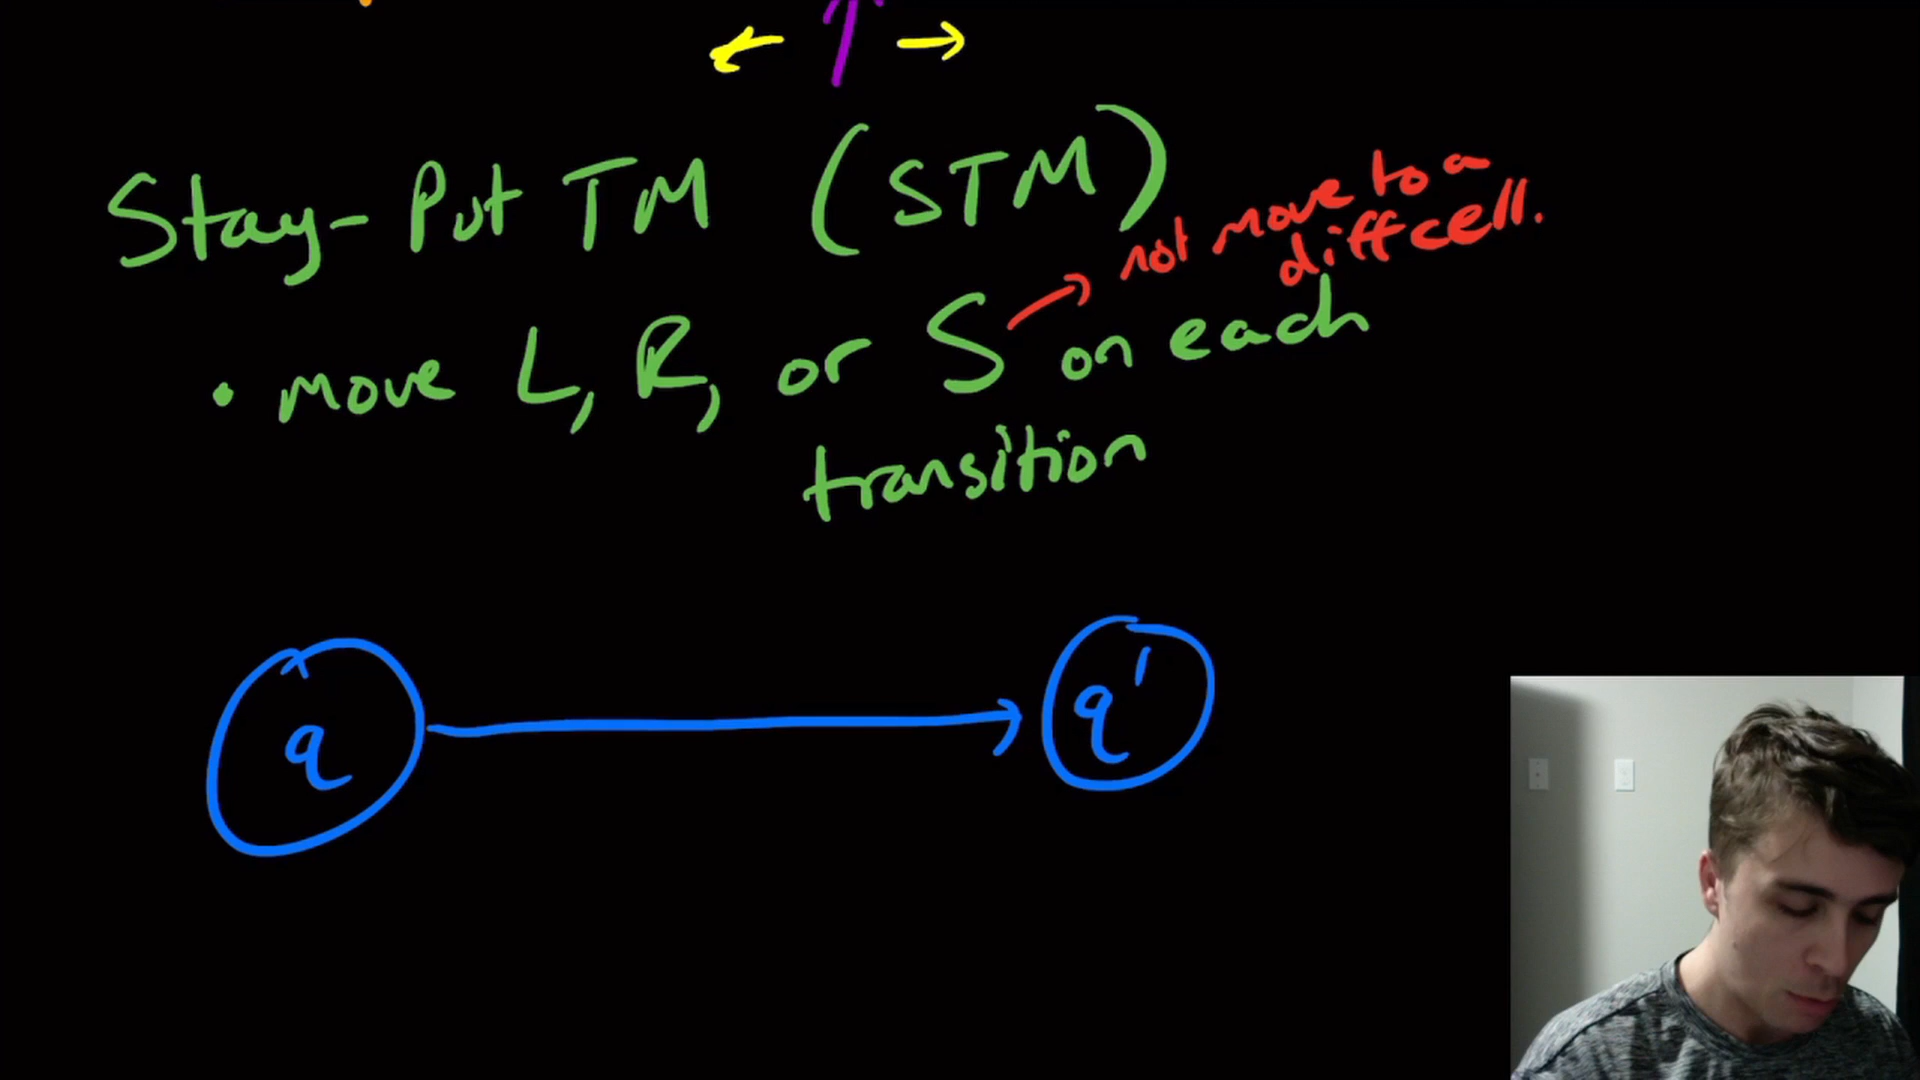 Stay-Put TM (STM)
not move to a
diff cell.
• move L, R, or S on each
transition
q
q'